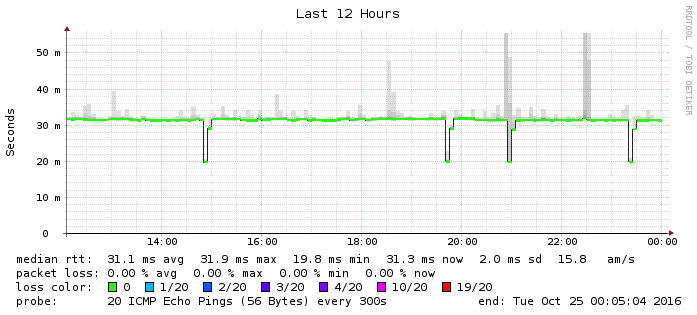 Last 12 Hours
RRDTOOL / TOBI OETIKER
Seconds
50 m
40 m
30 m
20 m
10 m
0
14:00 16:00 18:00 20:00 22:00 00:00
median rtt: 31.1 ms avg 31.9 ms max 19.8 ms min 31.3 ms now 2.0 ms sd 15.8 am/s
packet loss: 0.00 % avg 0.00 % max 0.00 % min 0.00 % now
loss color: 0 1/20 2/20 3/20 4/20 10/20 19/20
probe: 20 ICMP Echo Pings (56 Bytes) every 300s end: Tue Oct 25 00:05:04 2016